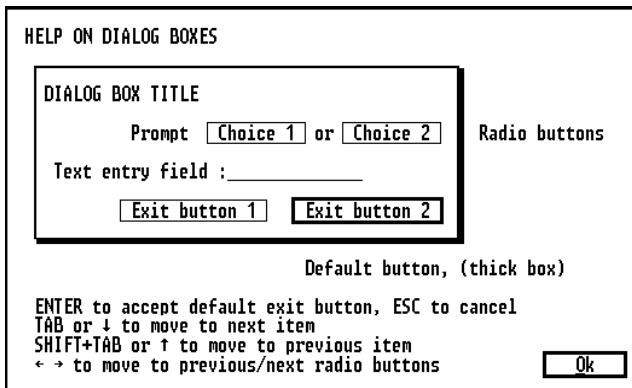 HELP ON DIALOG BOXES
DIALOG BOX TITLE
Prompt Choice 1 or Choice 2 Radio buttons
Text entry field :_____________
Exit button 1 Exit button 2
Default button, (thick box)
ENTER to accept default exit button, ESC to cancel
TAB or ↓ to move to next item
SHIFT+TAB or ↑ to move to previous item
← → to move to previous/next radio buttons
Ok